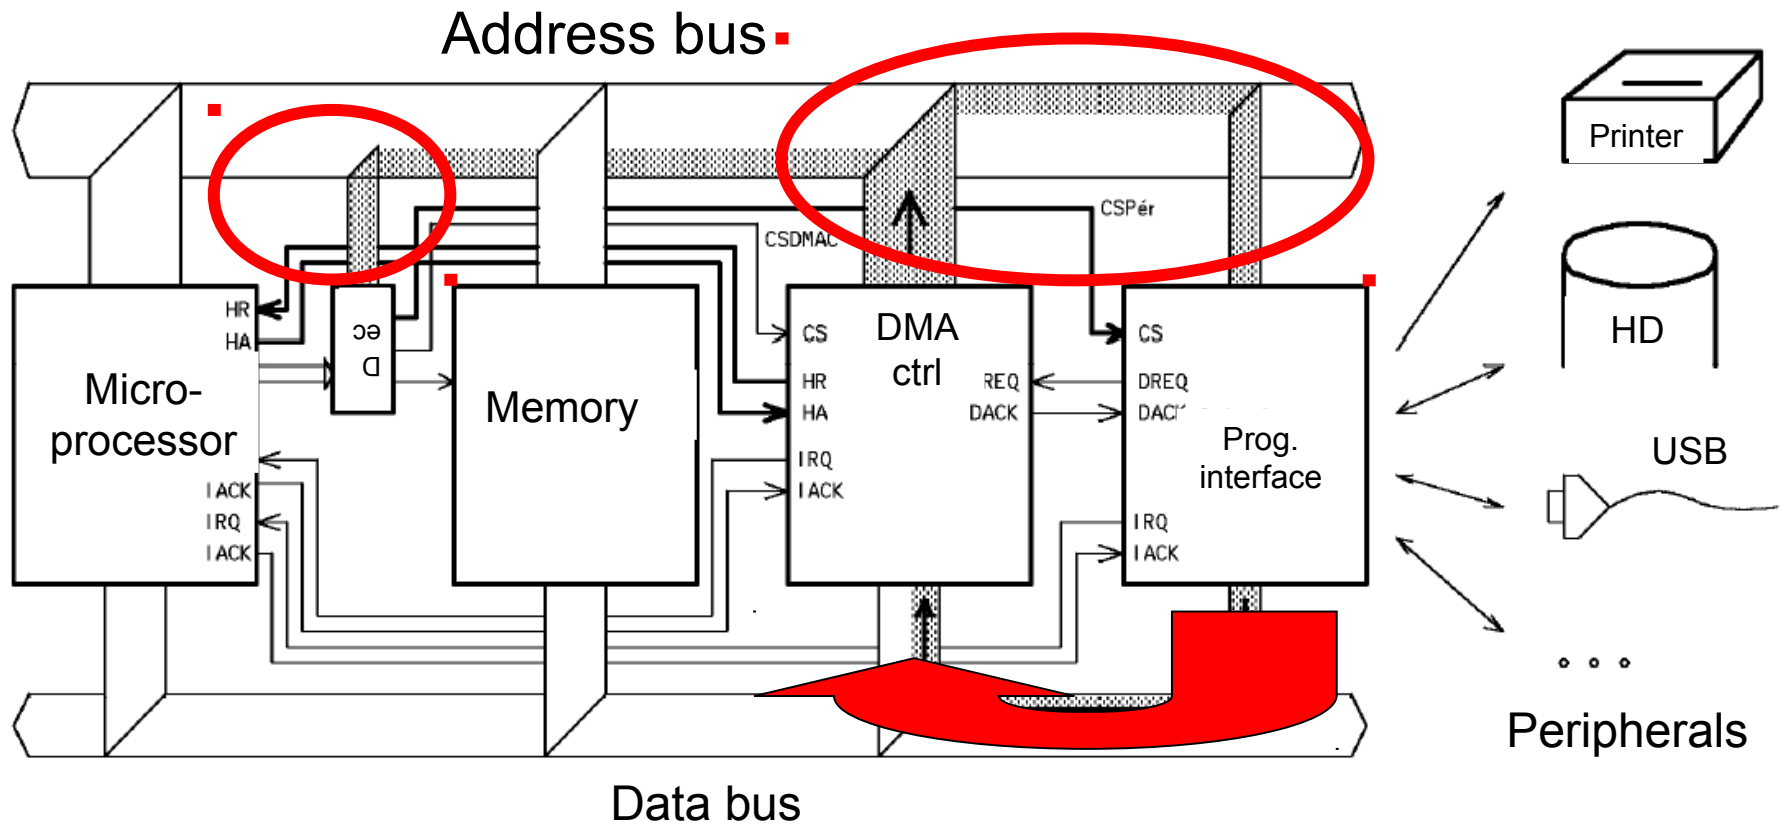 Address bus
Printer
CSPér
CSDMAC
HR
HA
Dec
Micro-
processor
IACK
IRQ
IACK
Memory
DMA
ctrl
CS
HR
HA
REQ
DACK
IRQ
IACK
CS
DREQ
DACK
Prog.
interface
IRQ
IACK
HD
USB
Peripherals
Data bus